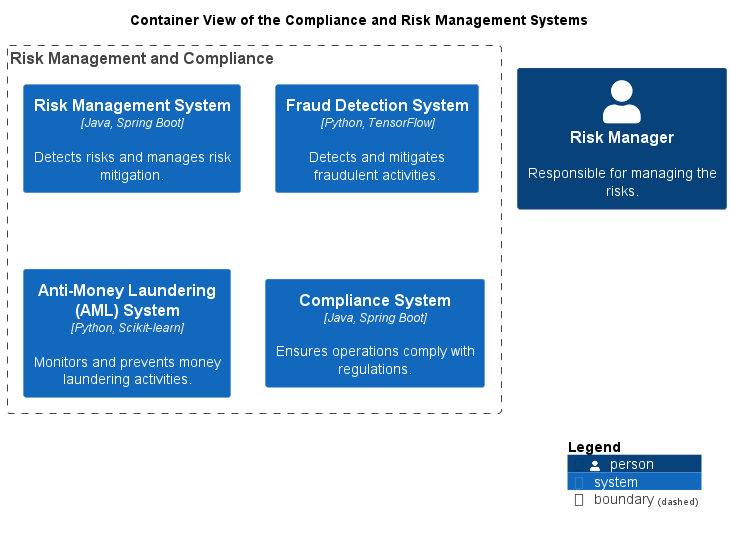 Container View of the Compliance and Risk Management Systems
Risk Management and Compliance
Risk Management System
[Java, Spring Boot]
Detects risks and manages risk
mitigation.
Fraud Detection System
[Python, TensorFlow]
Detects and mitigates
fraudulent activities.
Risk Manager
Responsible for managing the
risks.
Anti-Money Laundering
(AML) System
[Python, Scikit-learn]
Monitors and prevents money
laundering activities.
Compliance System
[Java, Spring Boot]
Ensures operations comply with
regulations.
Legend
person
system
boundary (dashed)